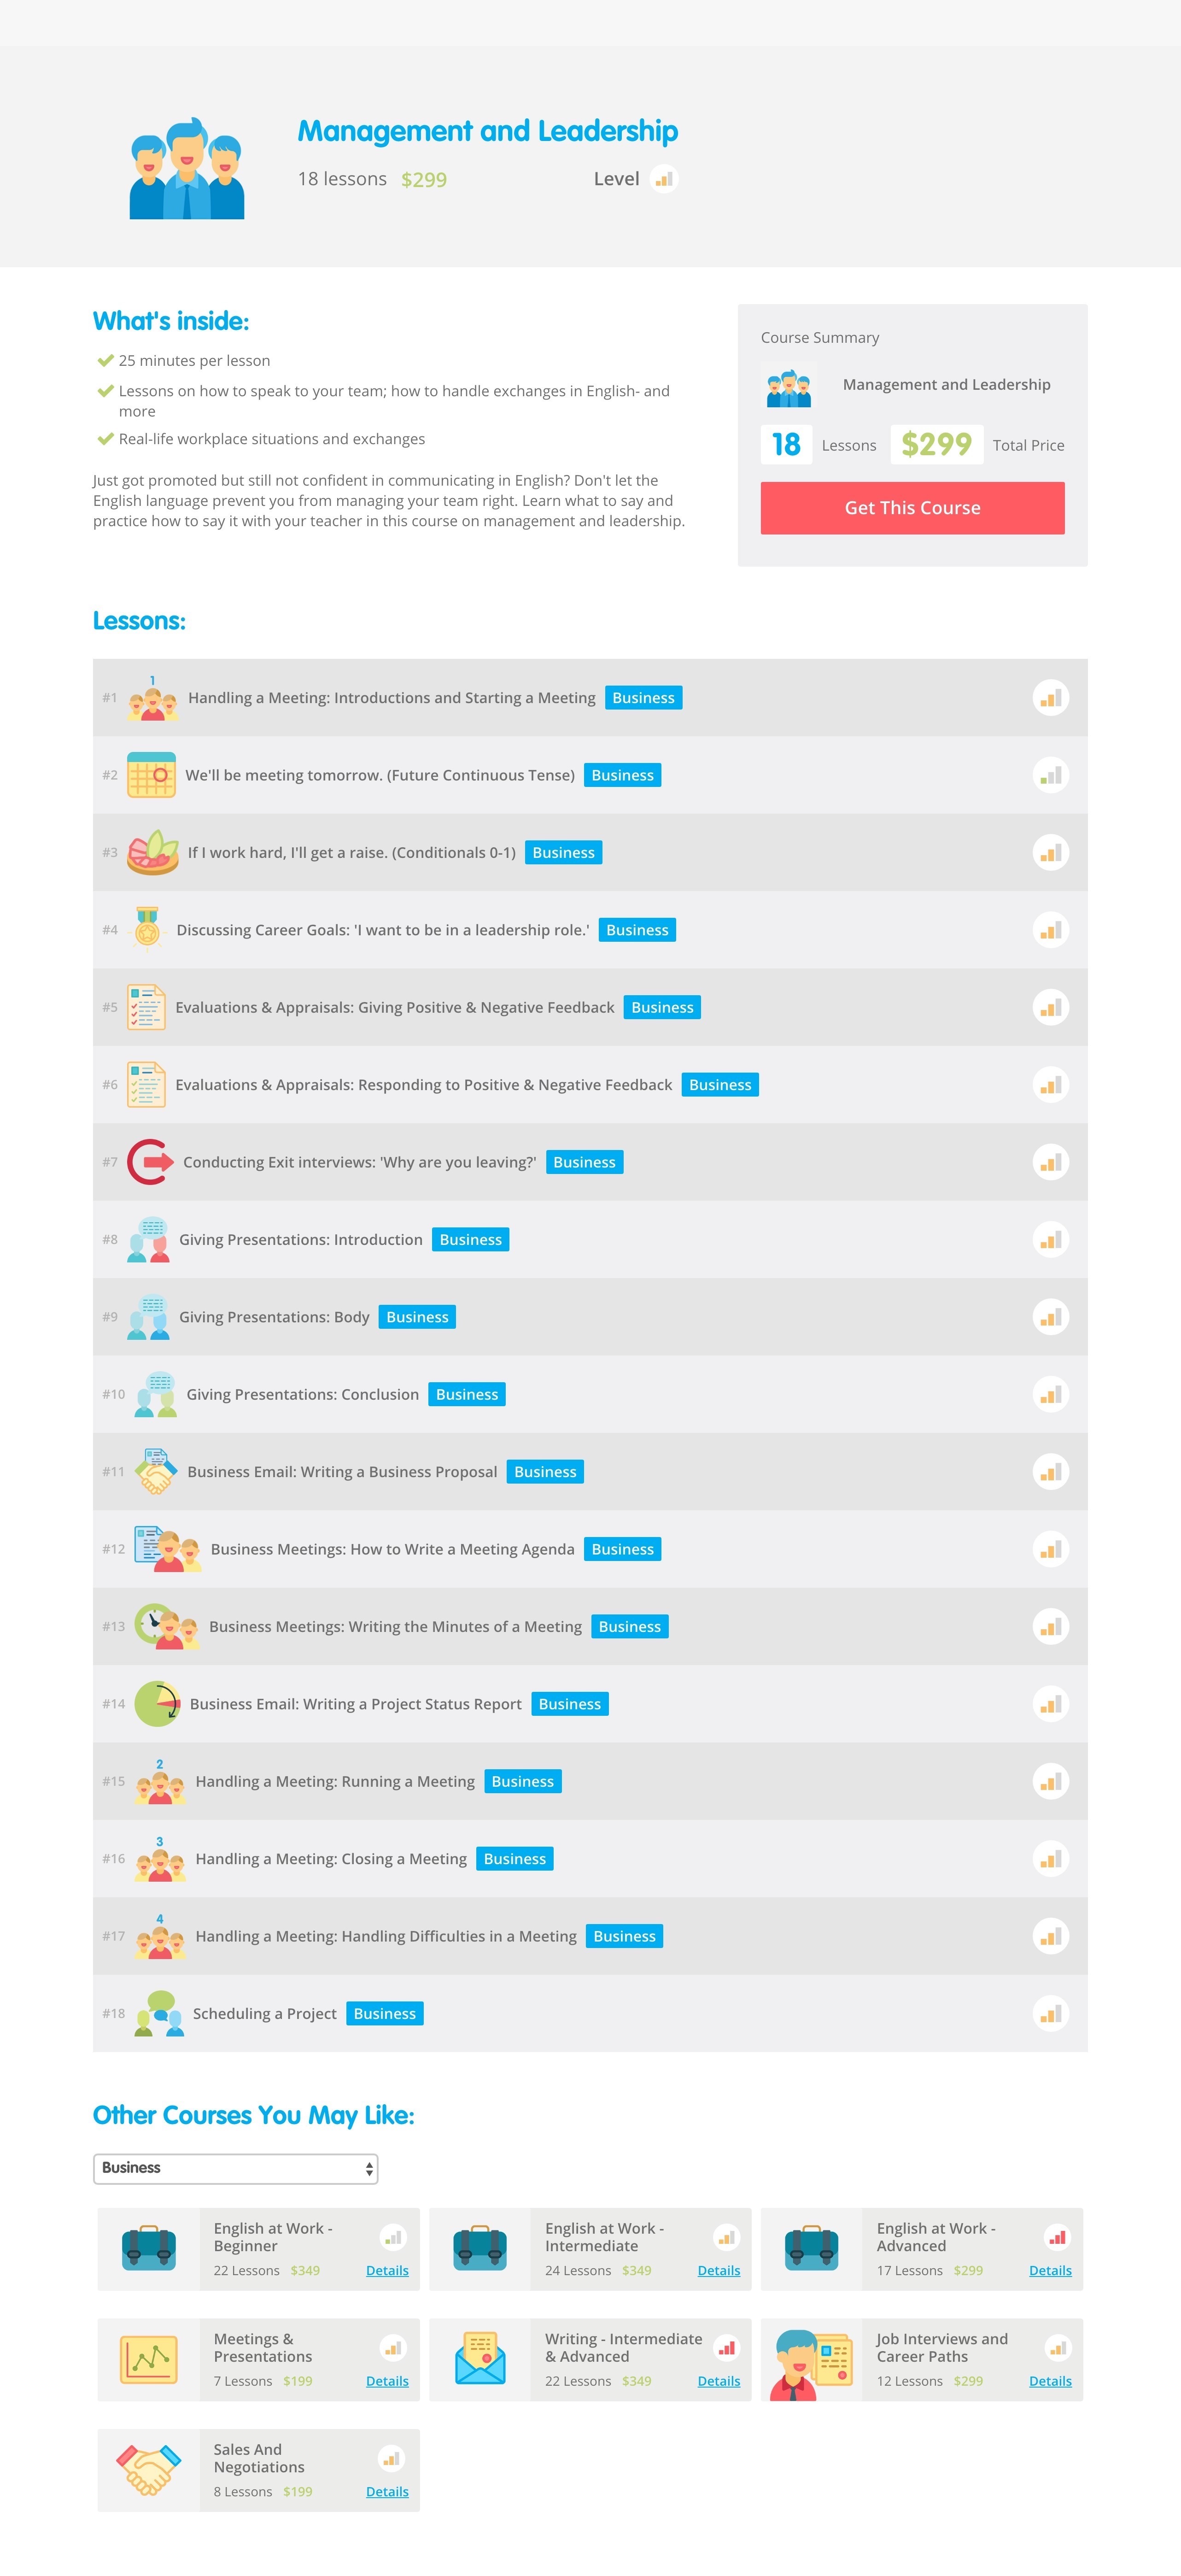 Management and Leadership
18 lessons $299 Level
What's inside:
25 minutes per lesson
Lessons on how to speak to your team; how to handle exchanges in English- and
more
Real-life workplace situations and exchanges
Just got promoted but still not confident in communicating in English? Don't let the
English language prevent you from managing your team right. Learn what to say and
practice how to say it with your teacher in this course on management and leadership.
Course Summary
Management and Leadership
18 Lessons $299 Total Price
Get This Course
Lessons:
#1 1 Handling a Meeting: Introductions and Starting a Meeting Business
#2 We'll be meeting tomorrow. (Future Continuous Tense) Business
#3 If I work hard, I'll get a raise. (Conditionals 0-1) Business
#4 Discussing Career Goals: 'I want to be in a leadership role.' Business
#5 Evaluations & Appraisals: Giving Positive & Negative Feedback Business
#6 Evaluations & Appraisals: Responding to Positive & Negative Feedback Business
#7 Conducting Exit interviews: 'Why are you leaving?' Business
#8 Giving Presentations: Introduction Business
#9 Giving Presentations: Body Business
#10 Giving Presentations: Conclusion Business
#11 Business Email: Writing a Business Proposal Business
#12 Business Meetings: How to Write a Meeting Agenda Business
#13 Business Meetings: Writing the Minutes of a Meeting Business
#14 Business Email: Writing a Project Status Report Business
#15 2 Handling a Meeting: Running a Meeting Business
#16 3 Handling a Meeting: Closing a Meeting Business
#17 4 Handling a Meeting: Handling Difficulties in a Meeting Business
#18 Scheduling a Project Business
Other Courses You May Like:
Business
English at Work -
Beginner
22 Lessons $349 Details
English at Work -
Intermediate
24 Lessons $349 Details
English at Work -
Advanced
17 Lessons $299 Details
Meetings &
Presentations
7 Lessons $199 Details
Writing - Intermediate
& Advanced
22 Lessons $349 Details
Job Interviews and
Career Paths
12 Lessons $299 Details
Sales And
Negotiations
8 Lessons $199 Details